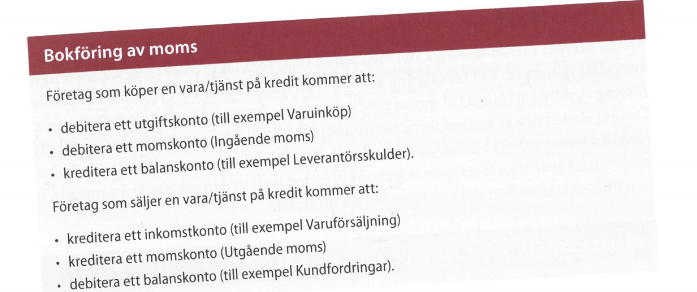 Bokföring av moms
Företag som köper en vara/tjänst på kredit kommer att:
• debitera ett utgiftskonto (till exempel Varuinköp)
• debitera ett momskonto (Ingående moms)
• kreditera ett balanskonto (till exempel Leverantörsskulder).
Företag som säljer en vara/tjänst på kredit kommer att:
• kreditera ett inkomstkonto (till exempel Varuförsäljning)
• kreditera ett momskonto (Utgående moms)
• debitera ett balanskonto (till exempel Kundfordringar).